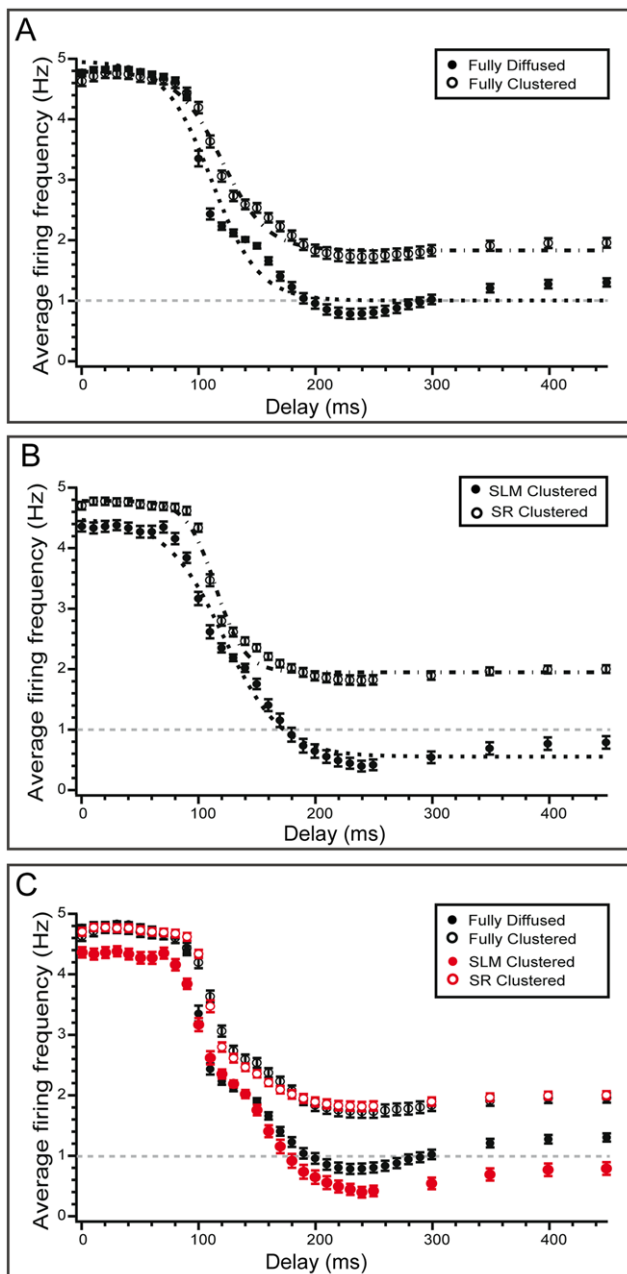 A
Average firing frequency (Hz)
5
4
3
2
1
0
Fully Diffused
Fully Clustered
0
100
200
300
400
Delay (ms)
B
Average firing frequency (Hz)
5
4
3
2
1
0
SLM Clustered
SR Clustered
0
100
200
300
400
Delay (ms)
C
Average firing frequency (Hz)
5
4
3
2
1
0
Fully Diffused
Fully Clustered
SLM Clustered
SR Clustered
0
100
200
300
400
Delay (ms)